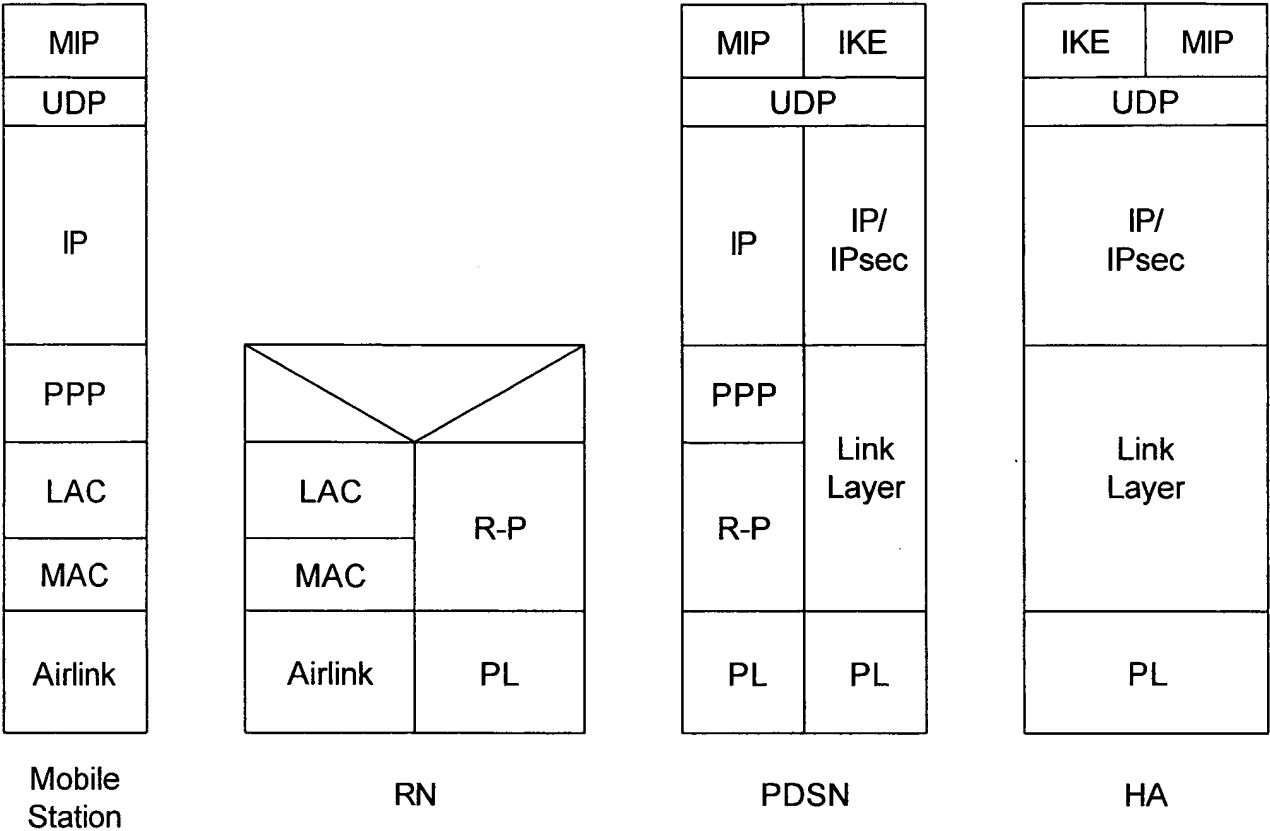 MIP
UDP
IP
PPP
LAC
MAC
Airlink
Mobile
Station
LAC
MAC
Airlink
R-P
PL
RN
MIP
IKE
UDP
IP
IP/
IPsec
PPP
R-P
Link
Layer
PL
PL
PDSN
IKE
MIP
UDP
IP/
IPsec
Link
Layer
PL
HA